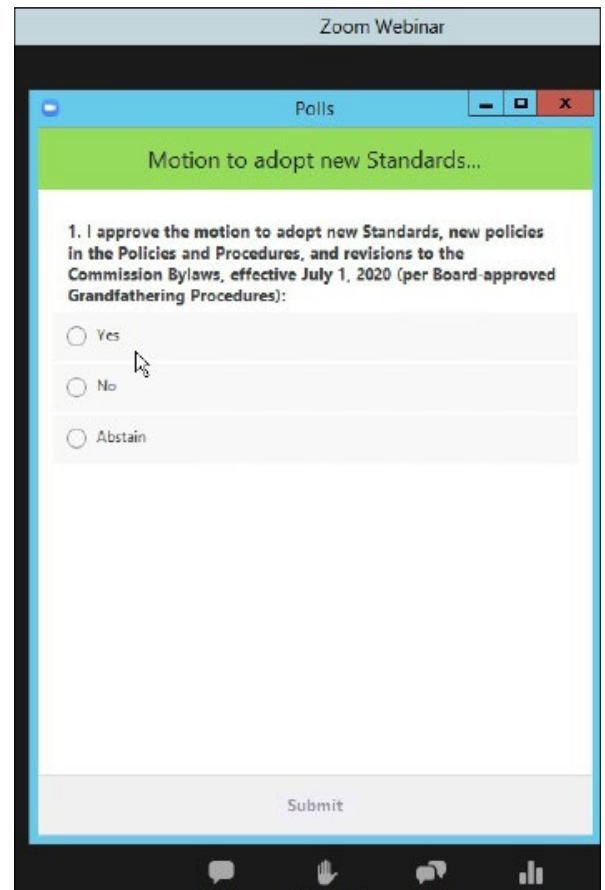 Zoom Webinar
Polls
Motion to adopt new Standards...
1. I approve the motion to adopt new Standards, new policies
in the Policies and Procedures, and revisions to the
Commission Bylaws, effective July 1, 2020 (per Board-approved
Grandfathering Procedures):
Yes
No
Abstain
Submit